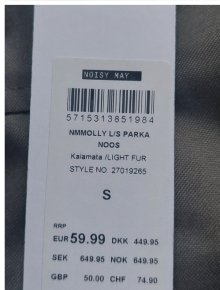 NOISY MAY
5715313851984
NMMOLLY L/S PARKA
NOOS
Kalamata /LIGHT FUR
STYLE NO. 27019265
S
RRP
EUR 59.99 DKK 449.95
SEK 649.95 NOK 649.95
GBP 50.00 CHF 74.90